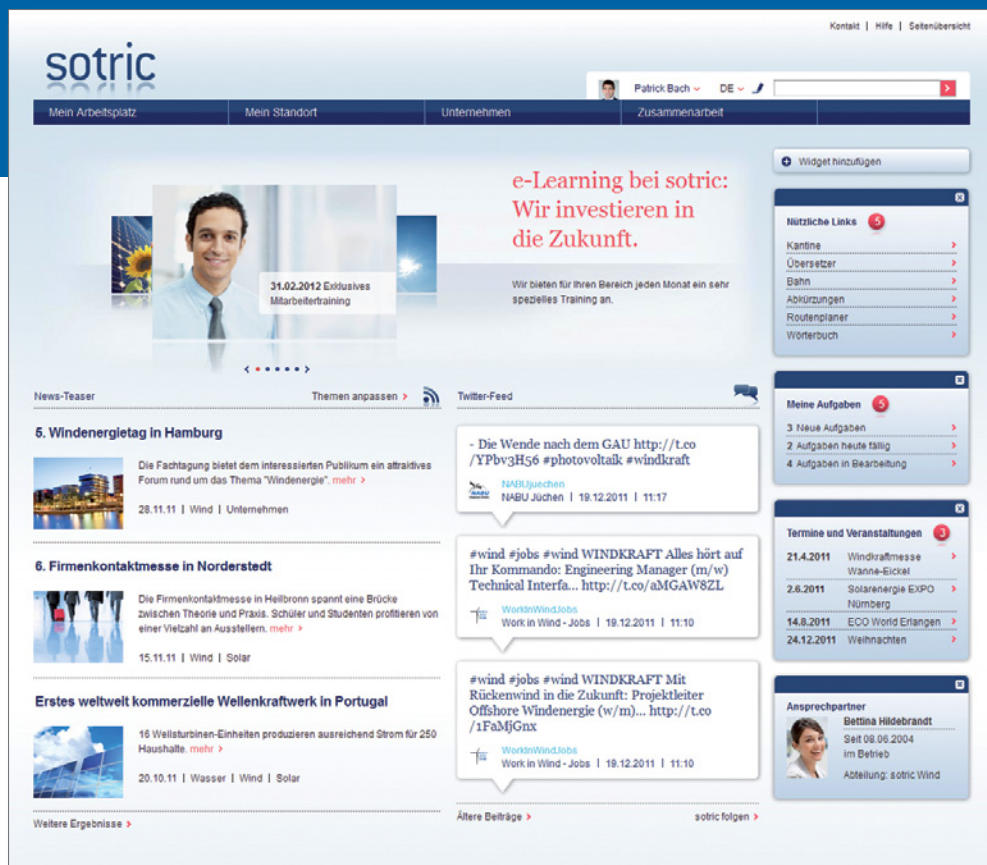 Kontakt | Hilfe | Seitenübersicht
sotric
Patrick Bach DE
Mein Arbeitsplatz Mein Standort Unternehmen Zusammenarbeit
e-Learning bei sotric:
Wir investieren in
die Zukunft.
31.02.2012 Exklusives
Mitarbeitertraining
Wir bieten für Ihren Bereich jeden Monat ein sehr
spezielles Training an.
News-Teaser Themen anpassen >
5. Windenergietag in Hamburg
Die Fachtagung bietet dem interessierten Publikum ein attraktives
Forum rund um das Thema "Windenergie". mehr >
28.11.11 | Wind | Unternehmen
6. Firmenkontaktmesse in Norderstedt
Die Firmenkontaktmesse in Heilbronn spannt eine Brücke
zwischen Theorie und Praxis. Schüler und Studenten profitieren von
einer Vielzahl an Ausstellern. mehr >
15.11.11 | Wind | Solar
Erstes weltweit kommerzielle Wellenkraftwerk in Portugal
16 Wellsturbinen-Einheiten produzieren ausreichend Strom für 250
Haushalte. mehr >
20.10.11 | Wasser | Wind | Solar
Weitere Ergebnisse >
Twitter-Feed
- Die Wende nach dem GAU http://t.co
/YPbv3H56 #photovoltaik #windkraft
NABU
NABUjuechen
NABU Jüchen | 19.12.2011 | 11:17
#wind #jobs #wind WINDKRAFT Alles hört auf
Ihr Kommando: Engineering Manager (m/w)
Technical Interfa... http://t.co/aMGAW8ZL
WorkInWindJobs
Work in Wind - Jobs | 19.12.2011 | 11:10
#wind #jobs #wind WINDKRAFT Mit
Rückenwind in die Zukunft: Projektleiter
Offshore Windenergie (w/m)... http://t.co
/1FaMjGnx
WorkInWindJobs
Work in Wind - Jobs | 19.12.2011 | 11:10
Ältere Beiträge > sotric folgen >
Widget hinzufügen
Nützliche Links 5
Kantine >
Übersetzer >
Bahn >
Abkürzungen >
Routenplaner >
Wörterbuch >
Meine Aufgaben 5
3 Neue Aufgaben >
2 Aufgaben heute fällig >
4 Aufgaben in Bearbeitung >
Termine und Veranstaltungen 3
21.4.2011 Windkraftmesse >
Wanne-Eickel
2.6.2011 Solarenergie EXPO >
Nürnberg
14.8.2011 ECO World Erlangen >
24.12.2011 Weihnachten >
Ansprechpartner
Bettina Hildebrandt
Seit 08.06.2004
im Betrieb
Abteilung: sotric Wind